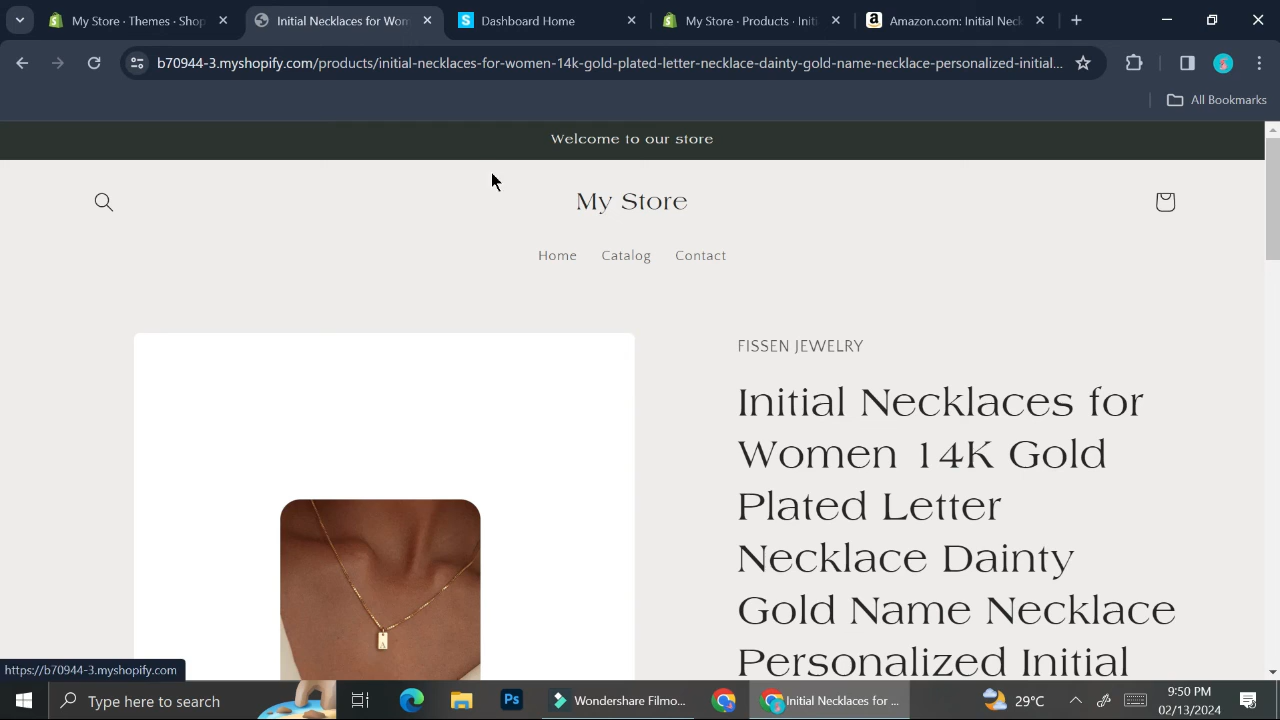 My Store · Themes · Shop
Initial Necklaces for Wom
Dashboard Home
My Store · Products · Initi
Amazon.com: Initial Neck
b70944-3.myshopify.com/products/initial-necklaces-for-women-14k-gold-plated-letter-necklace-dainty-gold-name-necklace-personalized-initial...
All Bookmarks
Welcome to our store
My Store
Home Catalog Contact
FISSEN JEWELRY
Initial Necklaces for
Women 14K Gold
Plated Letter
Necklace Dainty
Gold Name Necklace
Personalized Initial
https://b70944-3.myshopify.com
Type here to search
Ps
Wondershare Filmo...
Initial Necklaces for ...
29°C
9:50 PM
02/13/2024